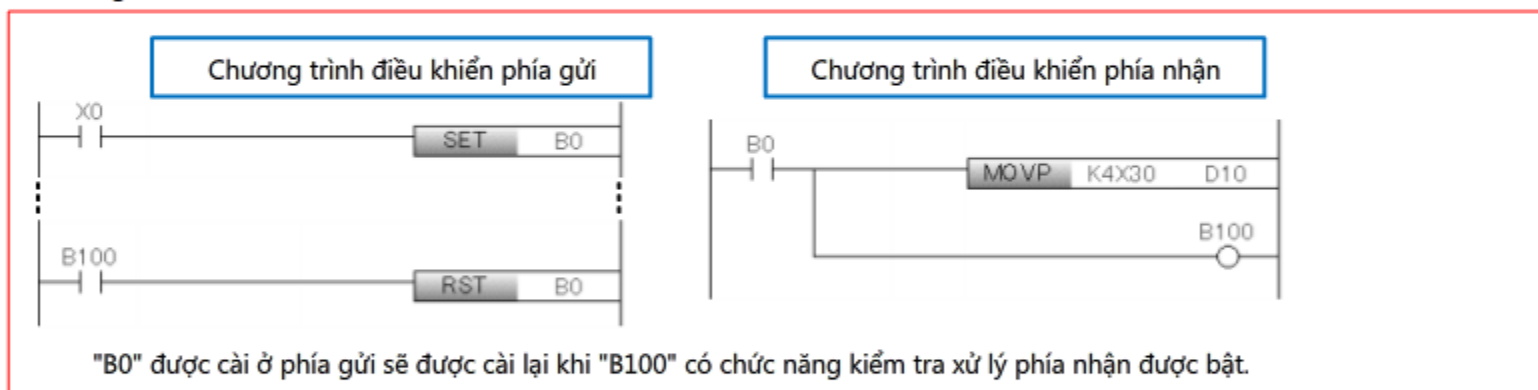 Chương trình điều khiển phía gửi
Chương trình điều khiển phía nhận
X0
SET B0
B100
RST B0
B0
MOVP K4X30 D10
B100
"B0" được cài ở phía gửi sẽ được cài lại khi "B100" có chức năng kiểm tra xử lý phía nhận được bật.